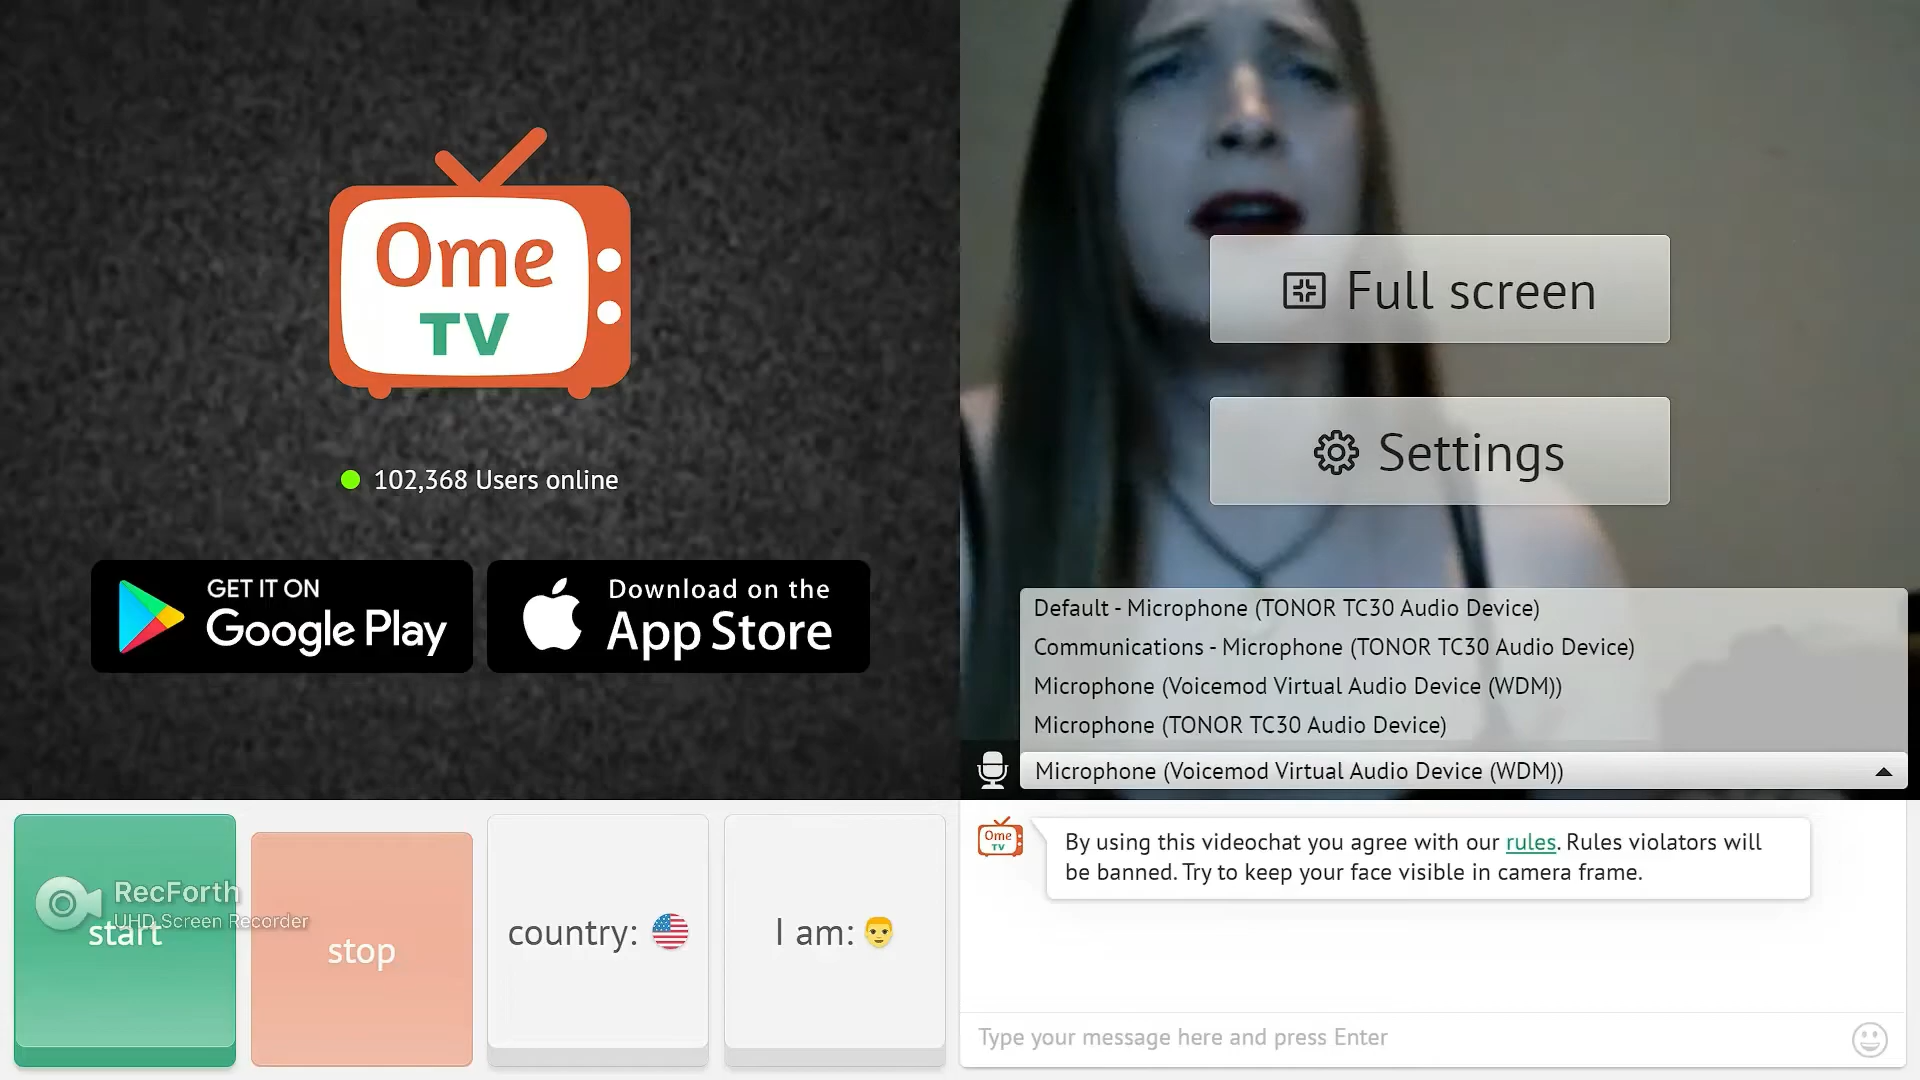 Ome
TV
102,368 Users online
GET IT ON
Google Play
Download on the
App Store
Full screen
Settings
Default - Microphone (TONOR TC30 Audio Device)
Communications - Microphone (TONOR TC30 Audio Device)
Microphone (Voicemod Virtual Audio Device (WDM))
Microphone (TONOR TC30 Audio Device)
Microphone (Voicemod Virtual Audio Device (WDM))
RecForth
UHD Screen Recorder
start
stop
country:
I am:
Ome
TV
By using this videochat you agree with our rules. Rules violators will
be banned. Try to keep your face visible in camera frame.
Type your message here and press Enter